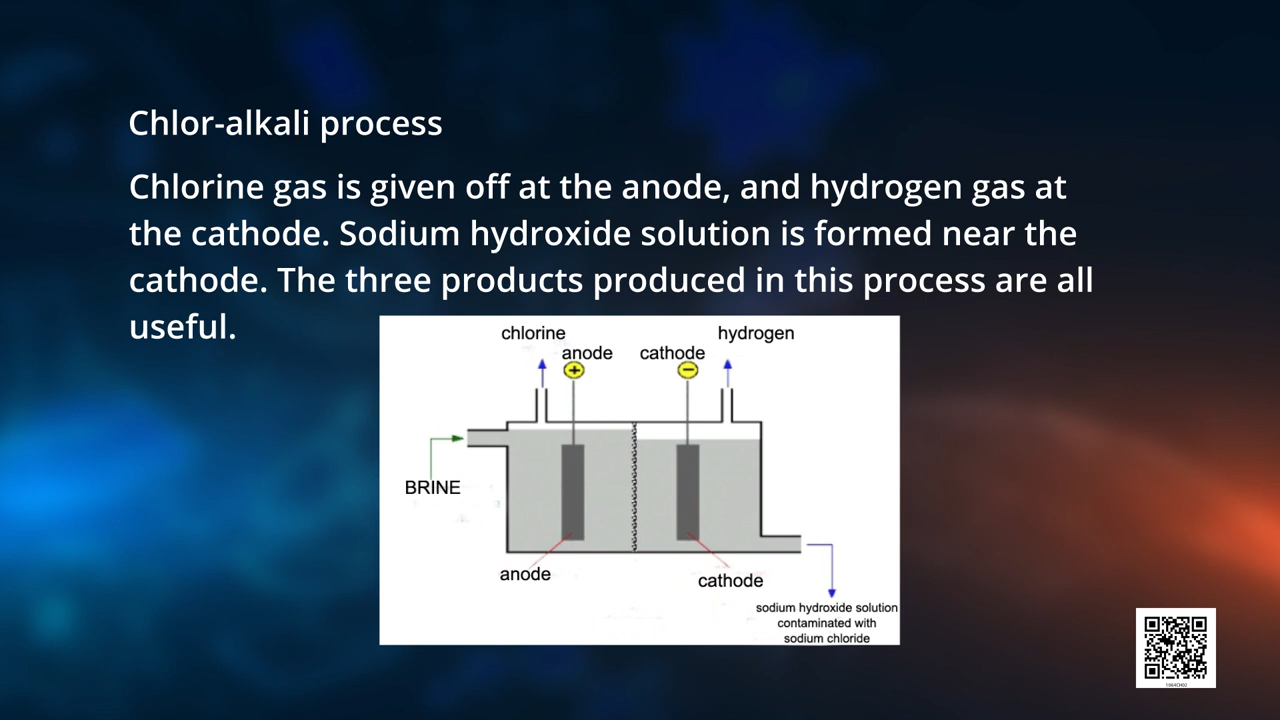 Chlor-alkali process
Chlorine gas is given off at the anode, and hydrogen gas at
the cathode. Sodium hydroxide solution is formed near the
cathode. The three products produced in this process are all
useful.
chlorine
hydrogen
anode
cathode
+
−
BRINE
anode
cathode
sodium hydroxide solution
contaminated with
sodium chloride